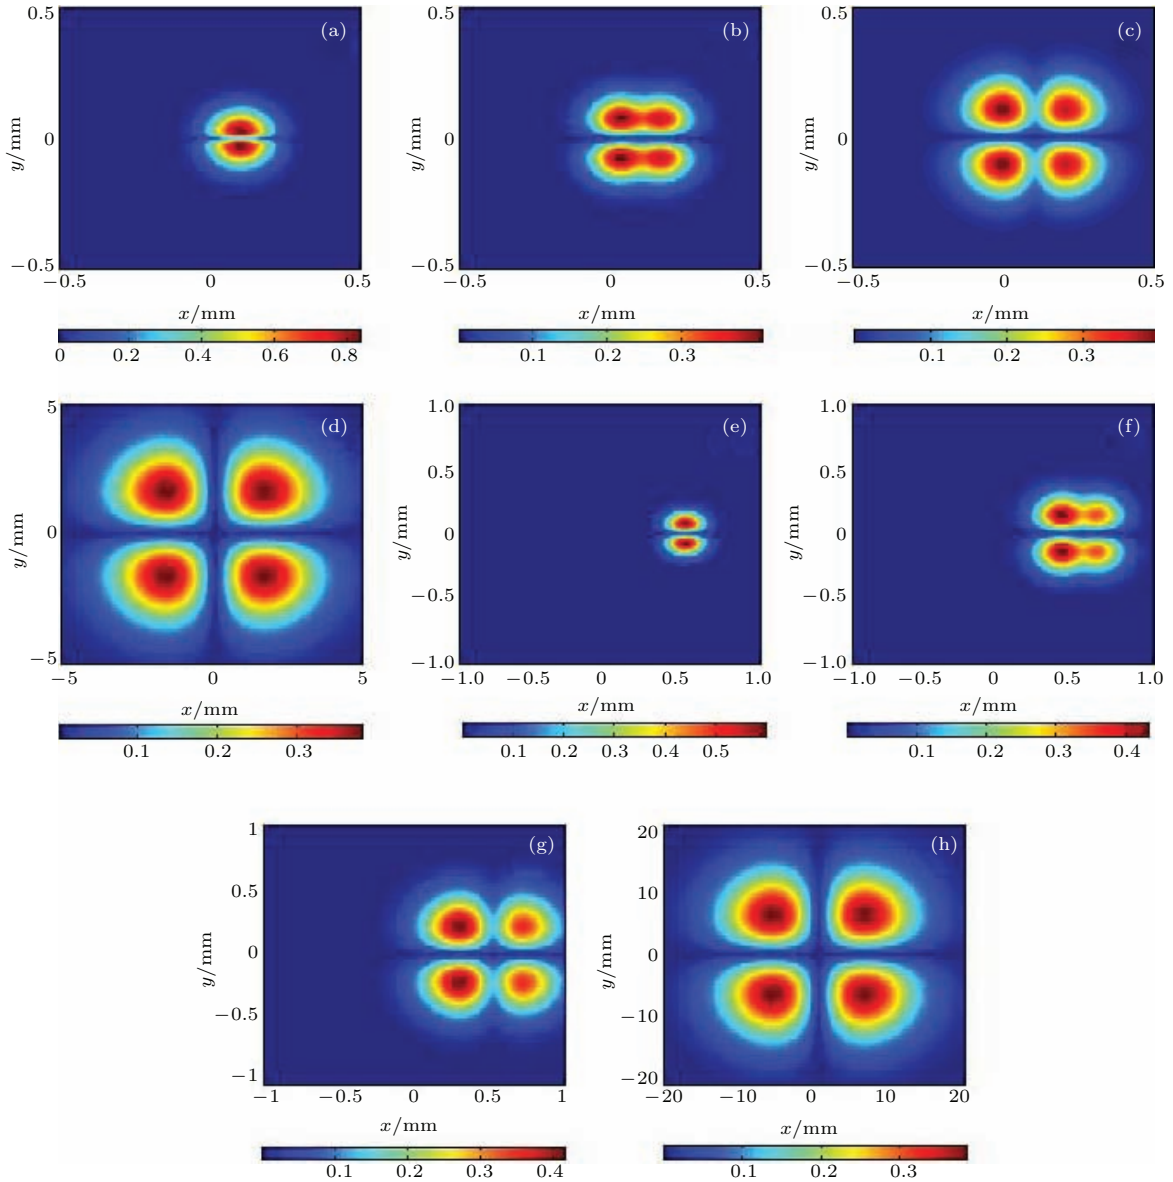 0.5 (a) 0.5 (b) 0.5 (c)
y/mm 0 y/mm 0 y/mm 0
−0.5 −0.5 −0.5
−0.5 0 0.5 −0.5 0 0.5 −0.5 0 0.5
x/mm x/mm x/mm
0 0.2 0.4 0.6 0.8 0.1 0.2 0.3 0.1 0.2 0.3
5 (d) 1.0 (e) 1.0 (f)
0.5 0.5
y/mm 0 y/mm 0 y/mm 0
−0.5 −0.5
−5 −1.0 −1.0
−5 0 5 −1.0 −0.5 0 0.5 1.0 −1.0 −0.5 0 0.5 1.0
x/mm x/mm x/mm
0.1 0.2 0.3 0.1 0.2 0.3 0.4 0.5 0.1 0.2 0.3 0.4
1 (g) 20 (h)
0.5 10
y/mm 0 y/mm 0
−0.5 −10
−1 −20
−1 −0.5 0 0.5 1 −20 −10 0 10 20
x/mm x/mm
0.1 0.2 0.3 0.4 0.1 0.2 0.3